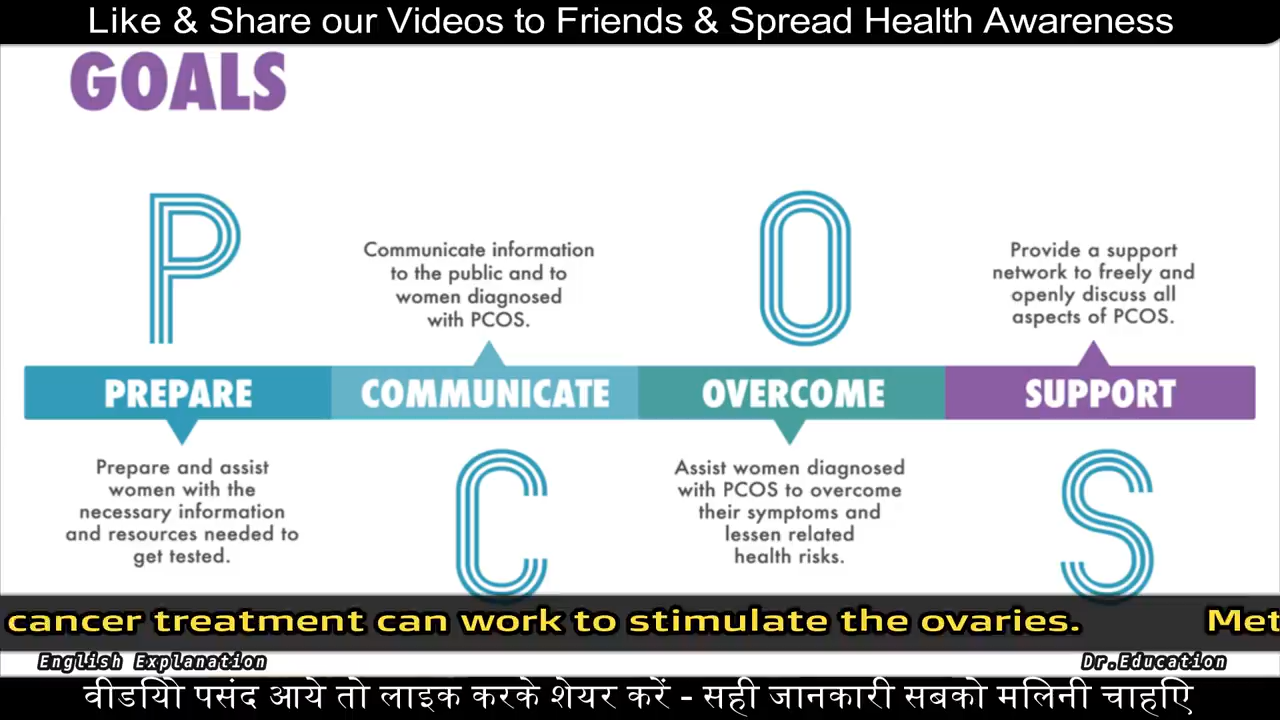 Like & Share our Videos to Friends & Spread Health Awareness
GOALS
P
Communicate information
to the public and to
women diagnosed
with PCOS.
O
Provide a support
network to freely and
openly discuss all
aspects of PCOS.
PREPARE
COMMUNICATE
OVERCOME
SUPPORT
Prepare and assist
women with the
necessary information
and resources needed to
get tested.
C
Assist women diagnosed
with PCOS to overcome
their symptoms and
lessen related
health risks.
S
cancer treatment can work to stimulate the ovaries. Met
English Explanation
Dr.Education
वीडियो पसंद आये तो लाइक करके शेयर करें - सही जानकारी सबको मिलनी चाहिए